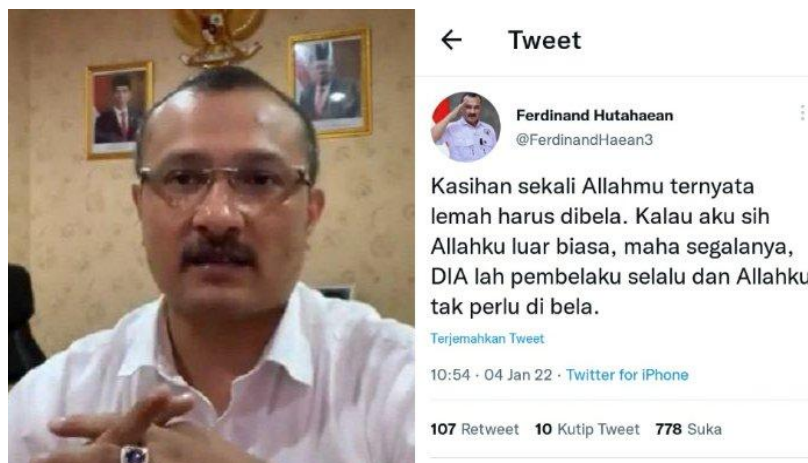 Tweet
Ferdinand Hutahaean
@FerdinandHaean3
Kasihan sekali Allahmu ternyata
lemah harus dibela. Kalau aku sih
Allahku luar biasa, maha segalanya,
DIA lah pembelaku selalu dan Allahku
tak perlu di bela.
Terjemahkan Tweet
10:54 · 04 Jan 22 · Twitter for iPhone
107 Retweet 10 Kutip Tweet 778 Suka